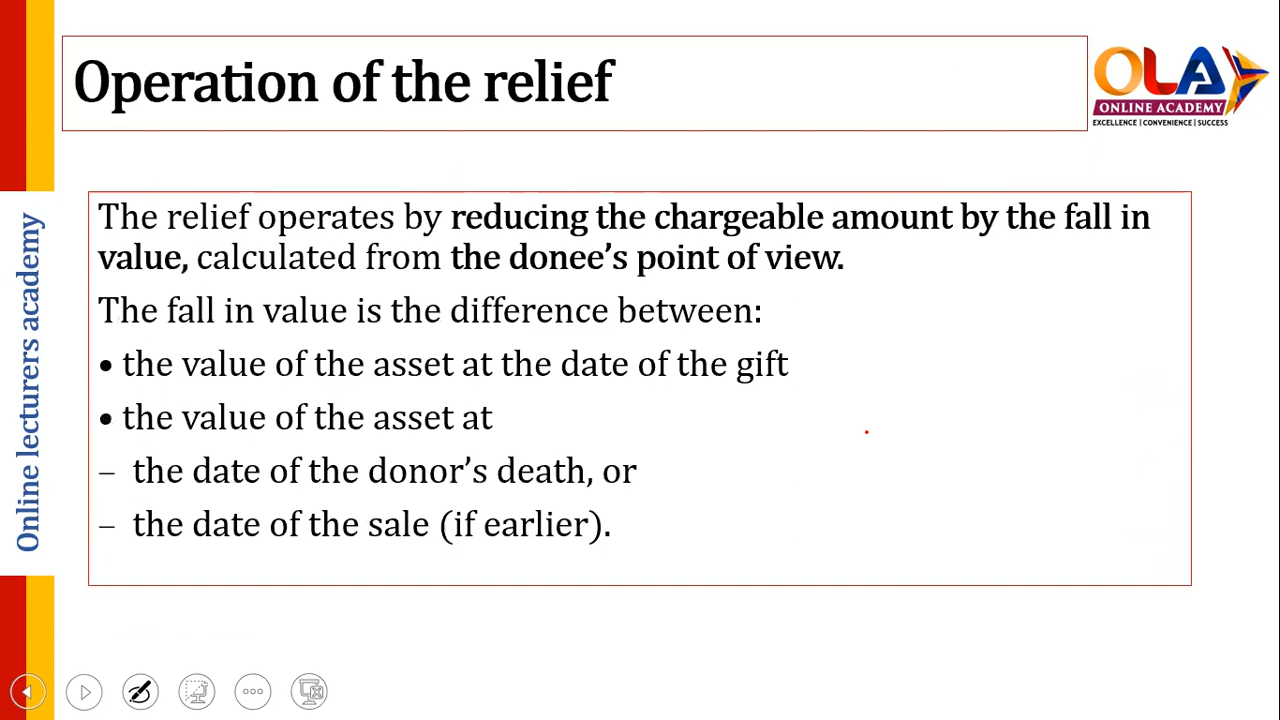 Operation of the relief
OLA
ONLINE ACADEMY
EXCELLENCE | CONVENIENCE | SUCCESS
Online lecturers academy
The relief operates by reducing the chargeable amount by the fall in
value, calculated from the donee’s point of view.
The fall in value is the difference between:
• the value of the asset at the date of the gift
• the value of the asset at
– the date of the donor’s death, or
– the date of the sale (if earlier).